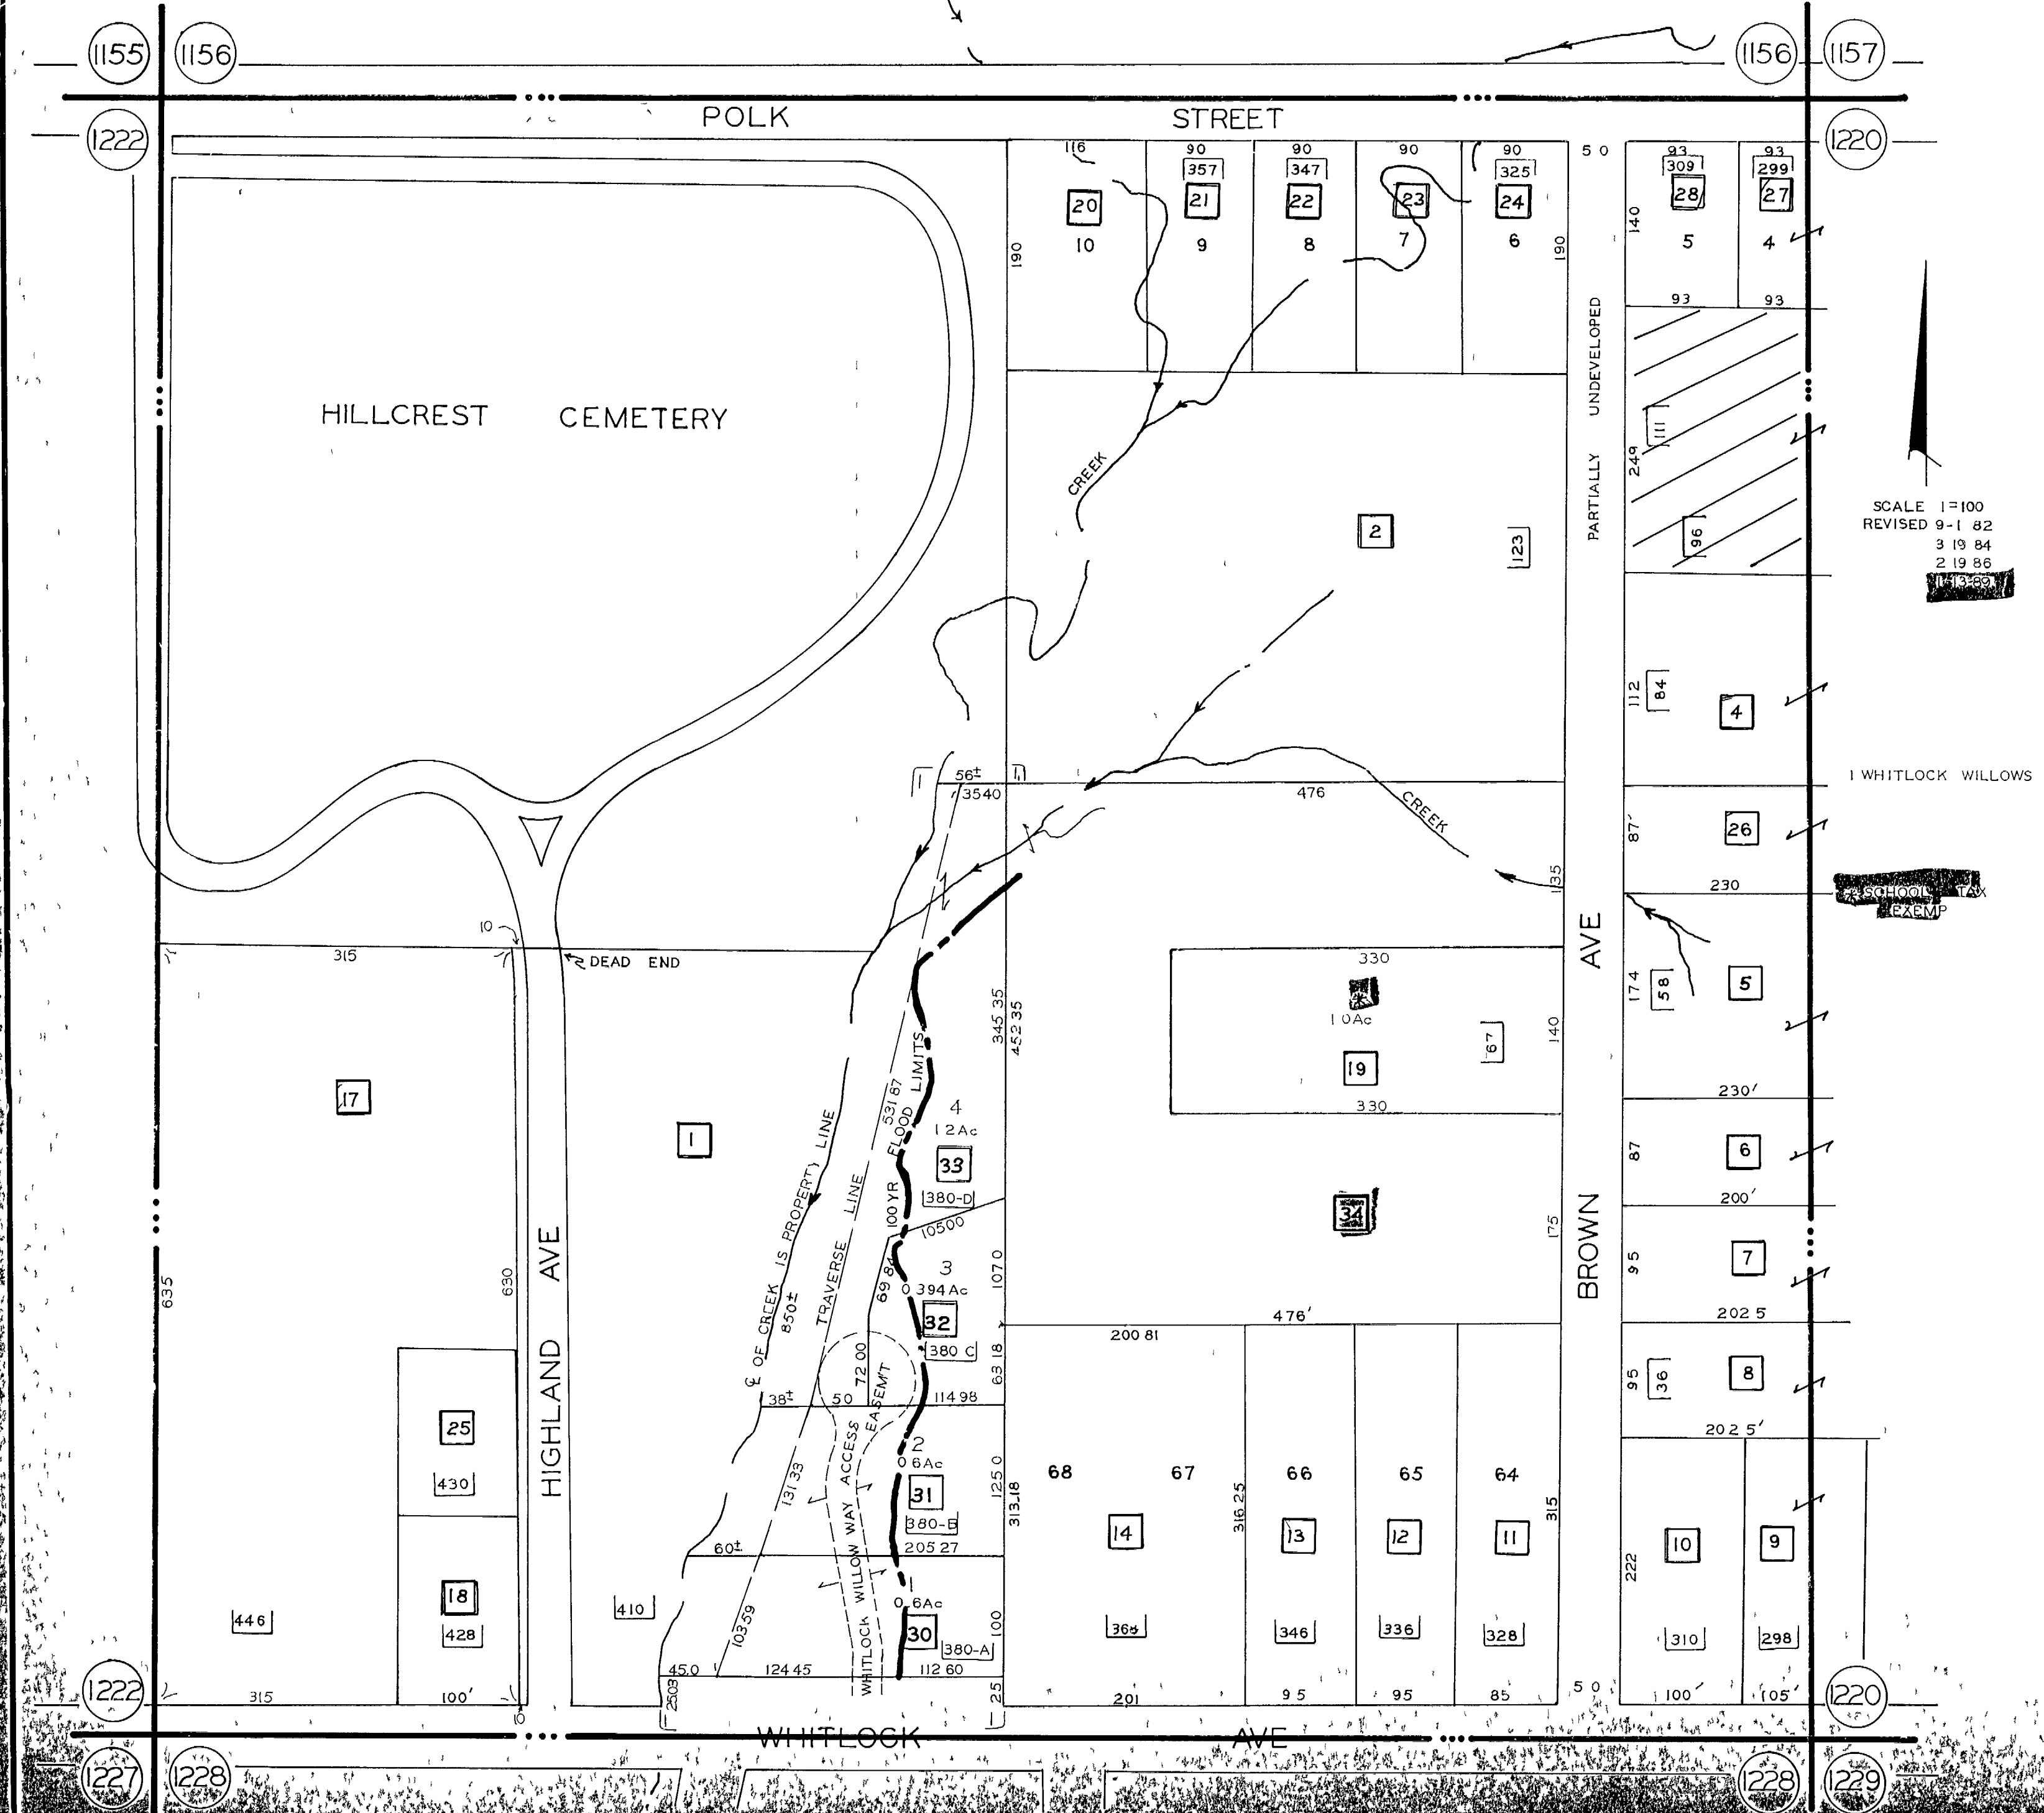 1155 1156
1156 1157
POLK STREET
1222
1220
116 90 90 90 90 50 93 93
357 347 325 309 299
20 21 22 23 24 28 27
10 9 8 7 6 5 4
190 190 140
93 93
PARTIALLY UNDEVELOPED
HILLCREST CEMETERY
CREEK
111
249
96
2
123
SCALE 1=100
REVISED 9-1 82
3 19 84
2 19 86
1-13-89
112
84
4
1 WHITLOCK WILLOWS
56±
3540
476
CREEK
87'
26
135
230
SCHOOL TAX
EXEMP
10
315
DEAD END
330
1 0Ac
67
140
19
330
174
58
5
230'
345 35
452 35
17
1
531 87
100 YR FLOOD LIMITS
4
1 2Ac
33
380-D
10500
87
6
200'
34
175
BROWN AVE
95
7
202 5
℄ OF CREEK IS PROPERTY LINE
850±
TRAVERSE LINE
69 84
3
0 394Ac
32
380 C
107 0
476'
200 81
635
630
HIGHLAND AVE
72 00
63 18
38±
50
114 98
95
36
8
202 5'
25
430
WHITLOCK WILLOW WAY ACCESS EASEM'T
131 33
2
0 6Ac
31
380-B
125 0
313.18
68 67 66 65 64
316 25
315
14 13 12 11 10 9
60±
205 27
222
18
428
446
410
103 59
1
0 6Ac
30
380-A
100
346 336 328 310 298
45.0
124 45
112 60
1222
315
100'
10
25.03
25
201
95 95 85
50
100' 105'
1220
WHITLOCK AVE
1227 1228
1228 1229